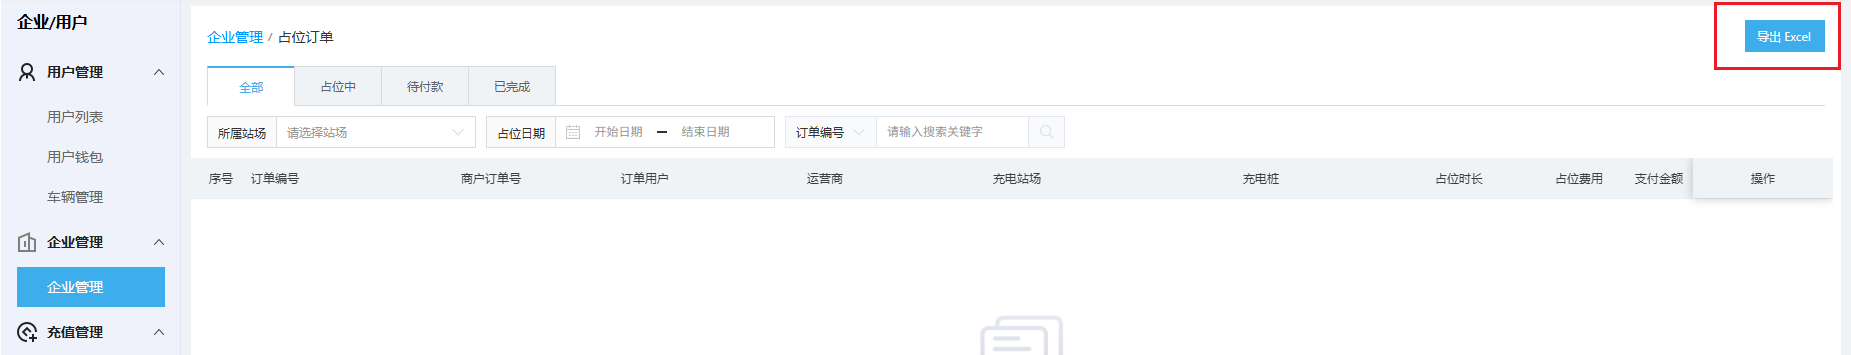 企业/用户
用户管理
用户列表
用户钱包
车辆管理
企业管理
企业管理
充值管理
企业管理 / 占位订单
导出 Excel
全部 占位中 待付款 已完成
所属站场 请选择站场 占位日期 开始日期 结束日期 订单编号 请输入搜索关键字
序号 订单编号 商户订单号 订单用户 运营商 充电站场 充电桩 占位时长 占位费用 支付金额 操作